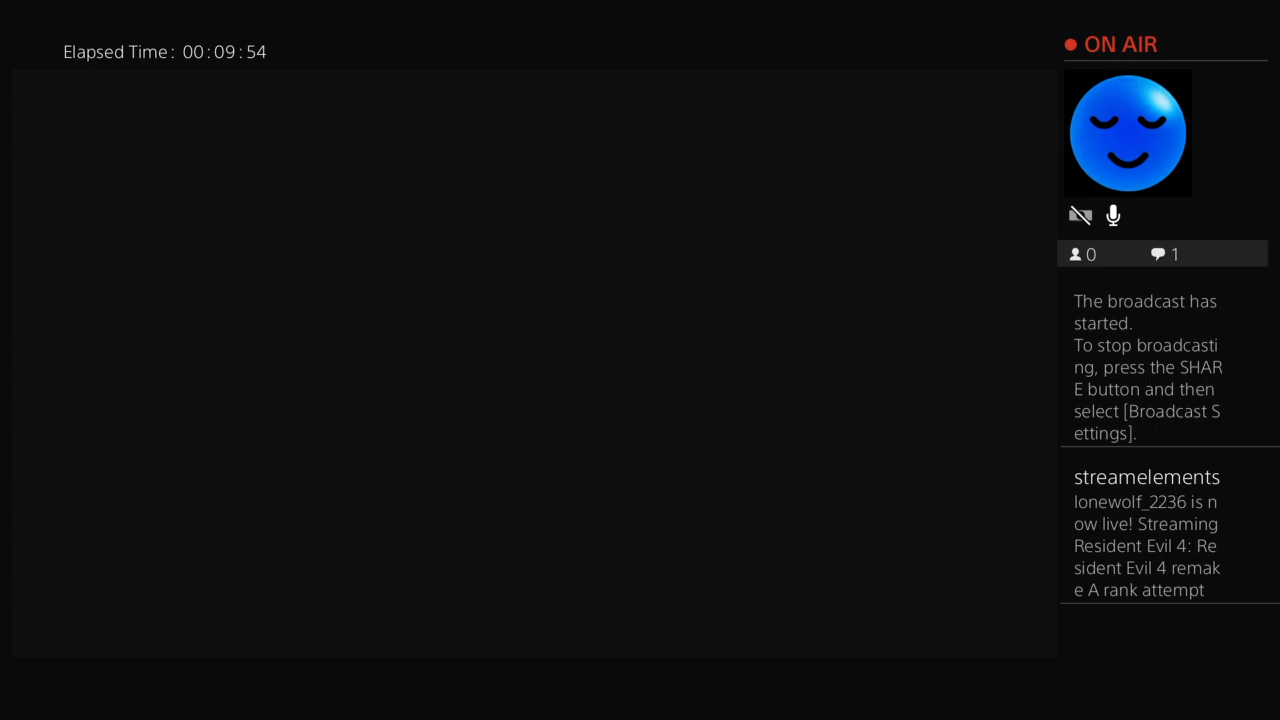 Elapsed Time: 00:09:54
ON AIR
0 1
The broadcast has
started.
To stop broadcasti
ng, press the SHAR
E button and then
select [Broadcast S
ettings].
streamelements
lonewolf_2236 is n
ow live! Streaming
Resident Evil 4: Re
sident Evil 4 remak
e A rank attempt